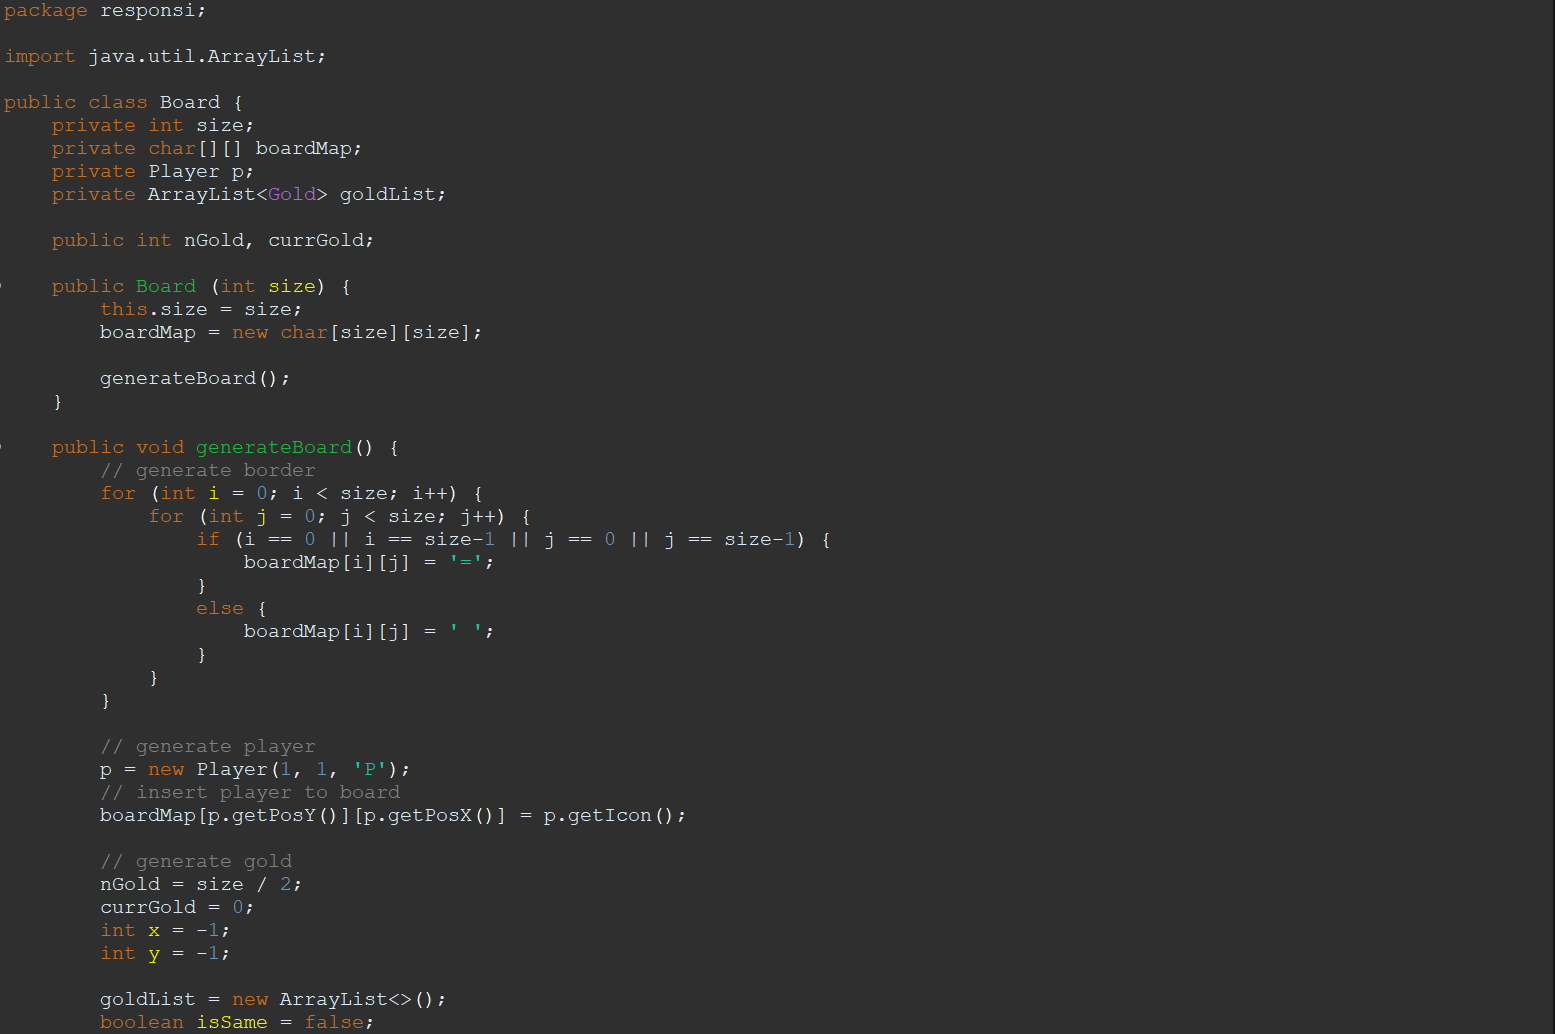 package responsi;
import java.util.ArrayList;
public class Board {
    private int size;
    private char[][] boardMap;
    private Player p;
    private ArrayList<Gold> goldList;
    public int nGold, currGold;
    public Board (int size) {
        this.size = size;
        boardMap = new char[size][size];
        generateBoard();
    }
    public void generateBoard() {
        // generate border
        for (int i = 0; i < size; i++) {
            for (int j = 0; j < size; j++) {
                if (i == 0 || i == size-1 || j == 0 || j == size-1) {
                    boardMap[i][j] = '=';
                }
                else {
                    boardMap[i][j] = ' ';
                }
            }
        }
        // generate player
        p = new Player(1, 1, 'P');
        // insert player to board
        boardMap[p.getPosY()][p.getPosX()] = p.getIcon();
        // generate gold
        nGold = size / 2;
        currGold = 0;
        int x = -1;
        int y = -1;
        goldList = new ArrayList<>();
        boolean isSame = false;